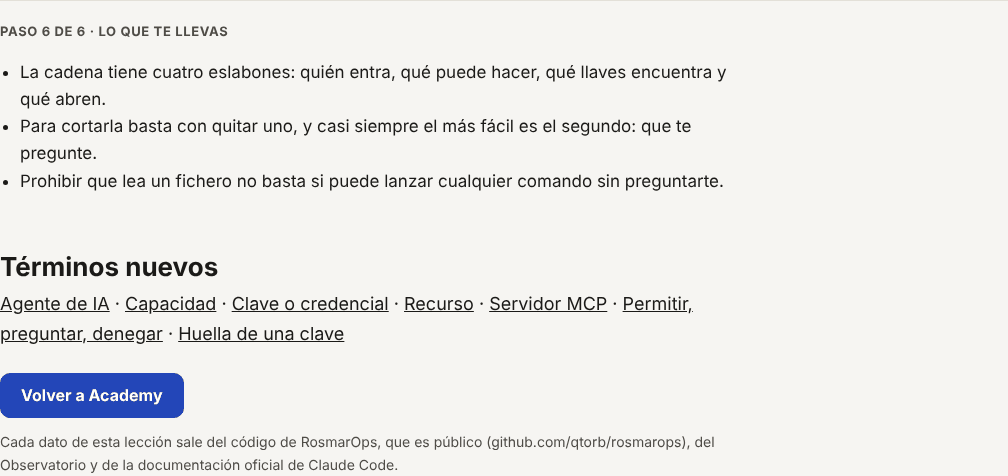 PASO 6 DE 6 · LO QUE TE LLEVAS
• La cadena tiene cuatro eslabones: quién entra, qué puede hacer, qué llaves encuentra y
qué abren.
• Para cortarla basta con quitar uno, y casi siempre el más fácil es el segundo: que te
pregunte.
• Prohibir que lea un fichero no basta si puede lanzar cualquier comando sin preguntarte.
Términos nuevos
Agente de IA · Capacidad · Clave o credencial · Recurso · Servidor MCP · Permitir,
preguntar, denegar · Huella de una clave
Volver a Academy
Cada dato de esta lección sale del código de RosmarOps, que es público (github.com/qtorb/rosmarops), del
Observatorio y de la documentación oficial de Claude Code.